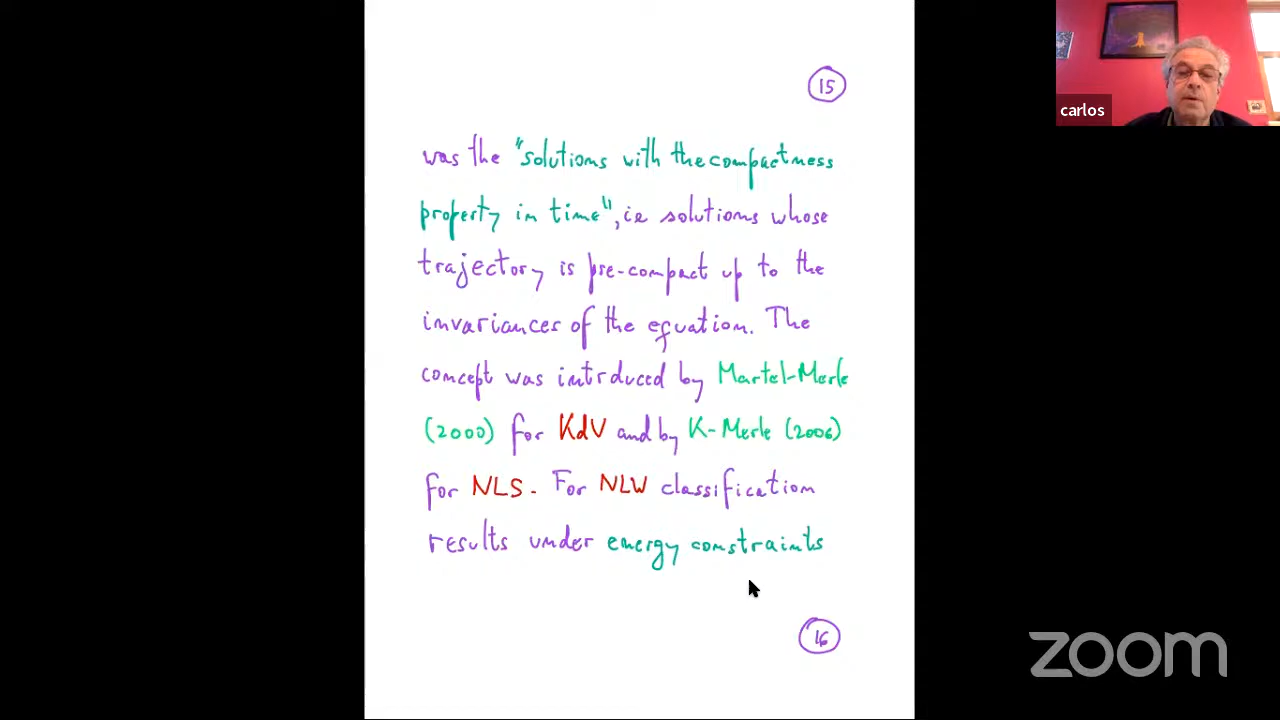 15
carlos
was the "solutions with the compactness
property in time", ie solutions whose
trajectory is pre-compact up to the
invariances of the equation. The
concept was intrduced by Martel-Merle
(2000) for KdV and by K-Merle (2006)
for NLS. For NLW classification
results under energy constraints
16
zoom